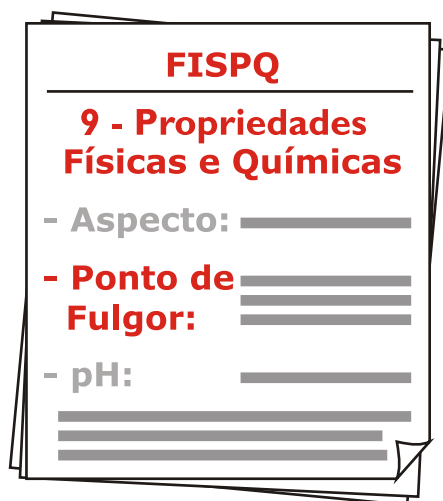 FISPQ
9 - Propriedades
Físicas e Químicas
- Aspecto:
- Ponto de
Fulgor:
- pH: